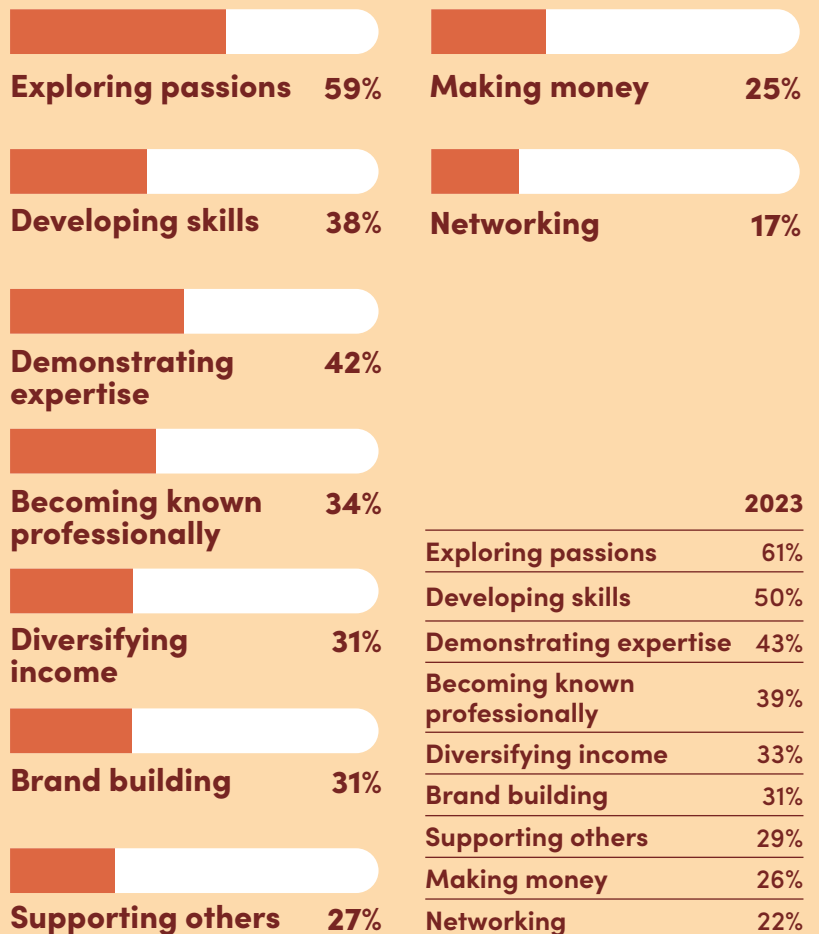 Exploring passions 59%
Developing skills 38%
Demonstrating 42%
expertise
Becoming known 34%
professionally
Diversifying 31%
income
Brand building 31%
Supporting others 27%
Making money 25%
Networking 17%
2023
Exploring passions 61%
Developing skills 50%
Demonstrating expertise 43%
Becoming known
professionally 39%
Diversifying income 33%
Brand building 31%
Supporting others 29%
Making money 26%
Networking 22%